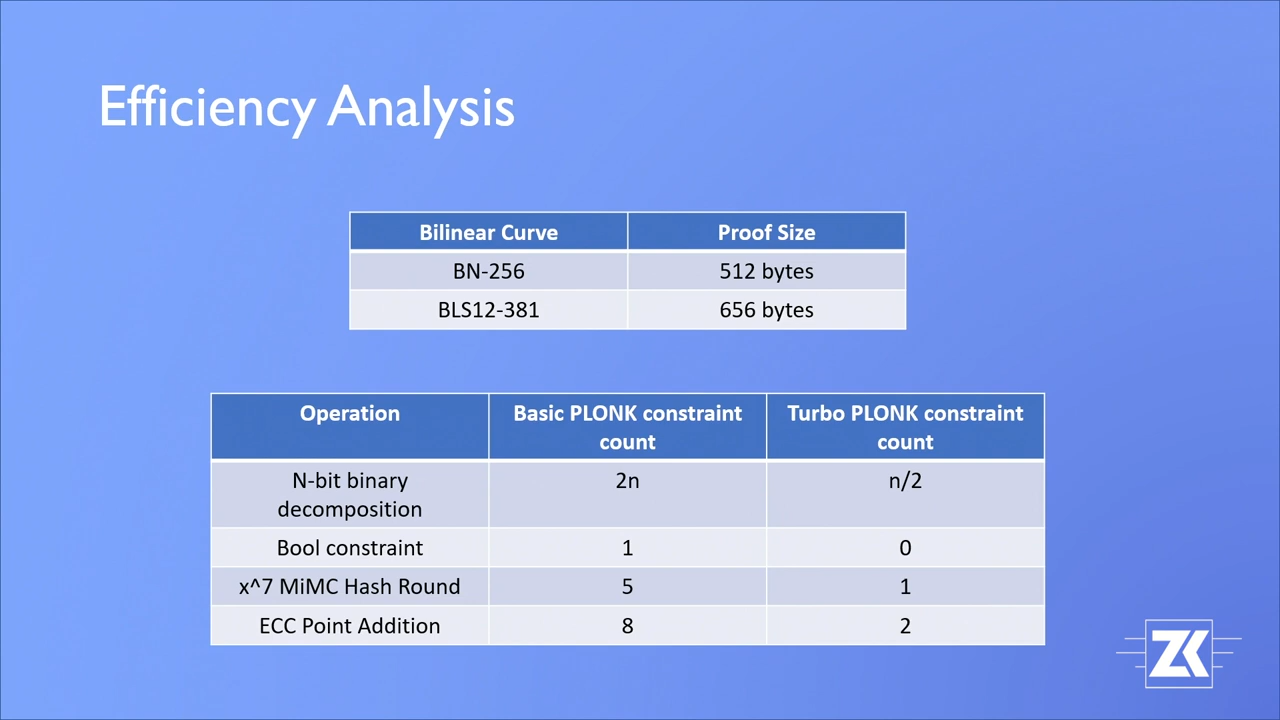 Efficiency Analysis
Bilinear Curve Proof Size
BN-256 512 bytes
BLS12-381 656 bytes
Operation Basic PLONK constraint count Turbo PLONK constraint count
N-bit binary decomposition 2n n/2
Bool constraint 1 0
x^7 MiMC Hash Round 5 1
ECC Point Addition 8 2
ZK